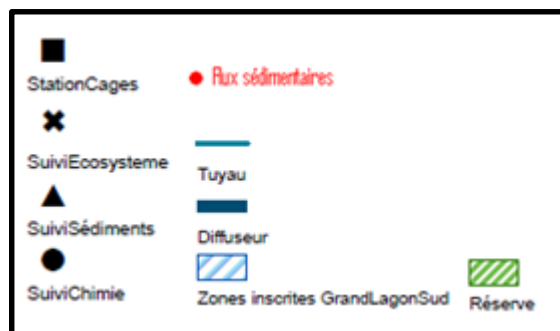 StationCages
Flux sédimentaires
SuiviEcosysteme
Tuyau
SuiviSédiments
Diffuseur
SuiviChimie
Zones inscrites GrandLagonSud
Réserve